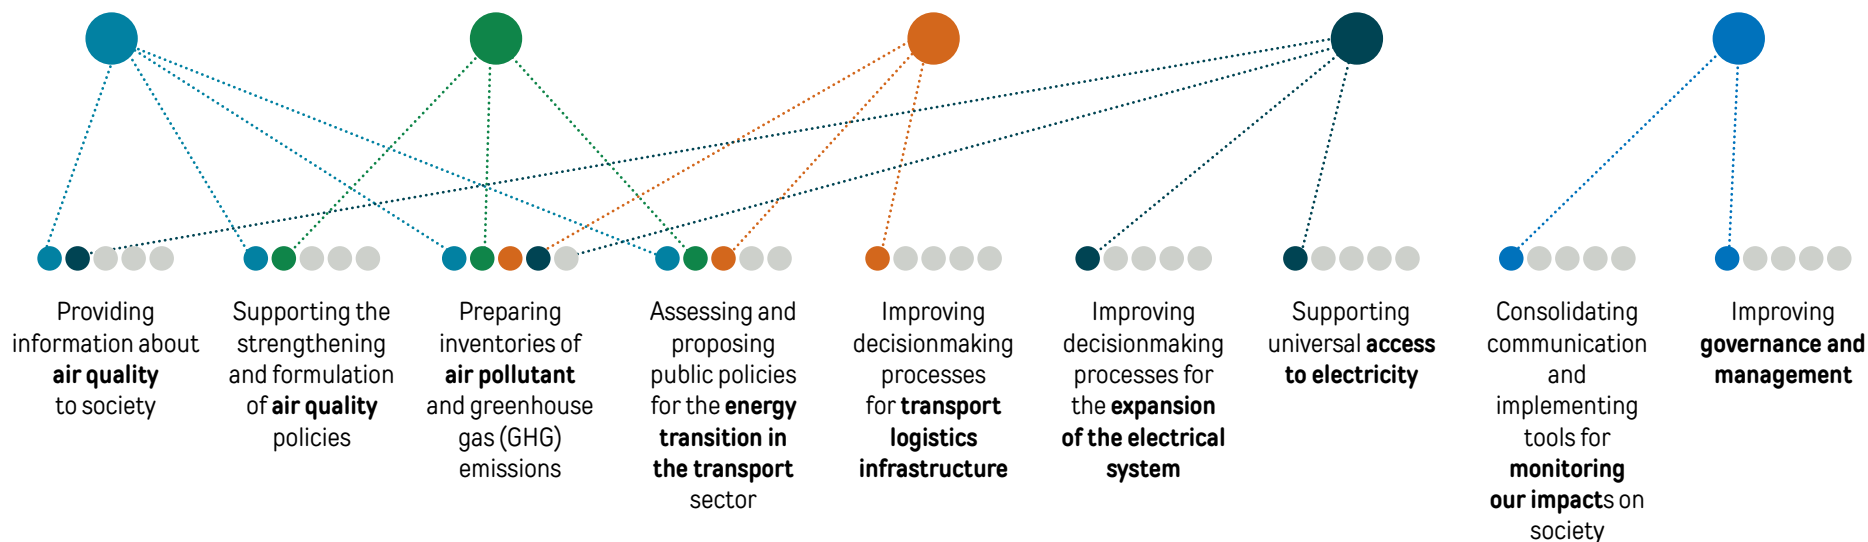 Providing
information about
air quality
to society
Supporting the
strengthening
and formulation
of air quality
policies
Preparing
inventories of
air pollutant
and greenhouse
gas (GHG)
emissions
Assessing and
proposing
public policies
for the energy
transition in
the transport
sector
Improving
decisionmaking
processes
for transport
logistics
infrastructure
Improving
decisionmaking
processes for
the expansion
of the electrical
system
Supporting
universal access
to electricity
Consolidating
communication
and
implementing
tools for
monitoring
our impacts on
society
Improving
governance and
management